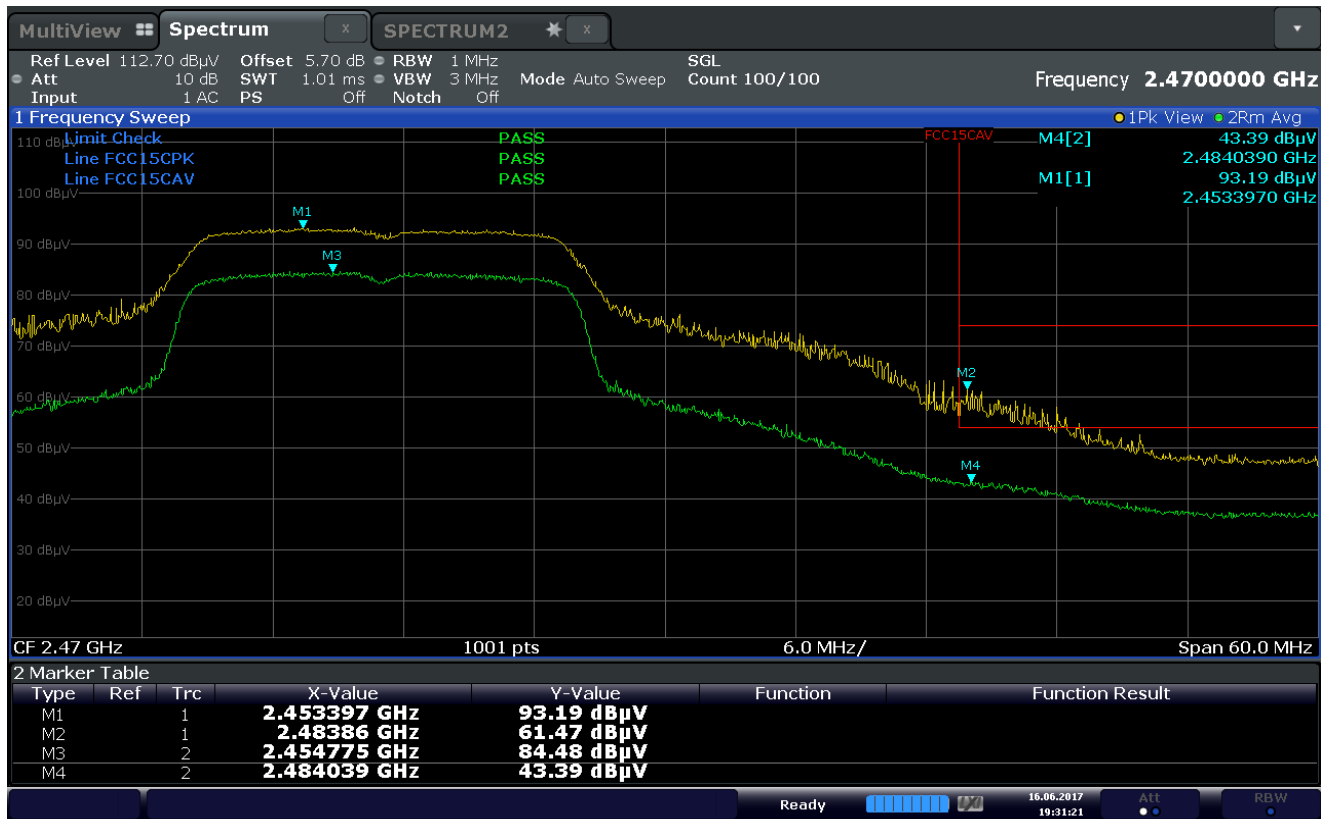 MultiView Spectrum x SPECTRUM2 x
Ref Level 112.70 dBµV Offset 5.70 dB RBW 1 MHz SGL
Att 10 dB SWT 1.01 ms VBW 3 MHz Mode Auto Sweep Count 100/100 Frequency 2.4700000 GHz
Input 1 AC PS Off Notch Off
1 Frequency Sweep 1Pk View 2Rm Avg
110 dBµV Limit Check PASS FCC15CAV M4[2] 43.39 dBµV
Line FCC15CPK PASS 2.4840390 GHz
Line FCC15CAV PASS M1[1] 93.19 dBµV
100 dBµV 2.4533970 GHz
M1
90 dBµV
M3
80 dBµV
70 dBµV
M2
60 dBµV
50 dBµV
M4
40 dBµV
30 dBµV
20 dBµV
CF 2.47 GHz 1001 pts 6.0 MHz/ Span 60.0 MHz
2 Marker Table
Type Ref Trc X-Value Y-Value Function Function Result
M1 1 2.453397 GHz 93.19 dBµV
M2 1 2.48386 GHz 61.47 dBµV
M3 2 2.454775 GHz 84.48 dBµV
M4 2 2.484039 GHz 43.39 dBµV
Ready 16.06.2017 Att RBW
19:31:21